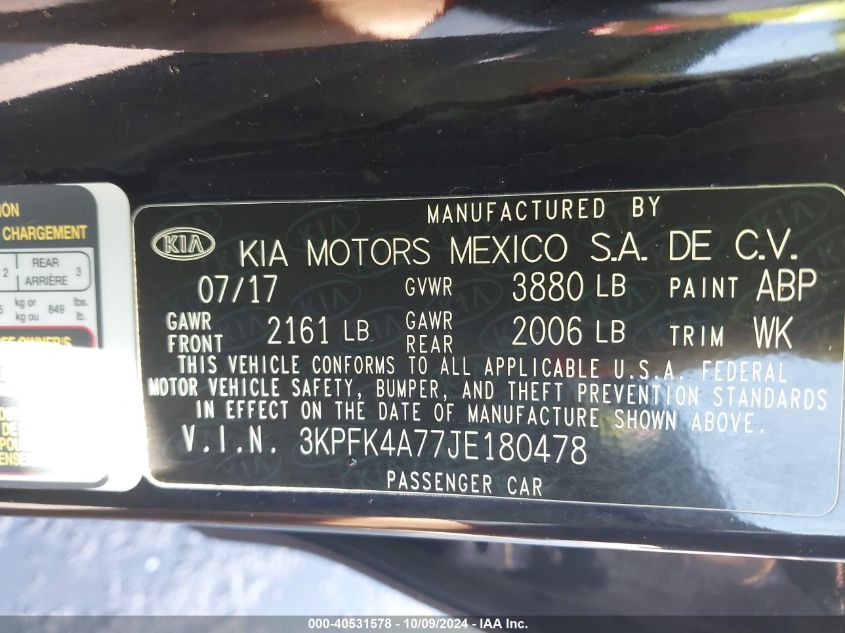 MANUFACTURED BY
KIA KIA MOTORS MEXICO S.A. DE C.V.
07/17 GVWR 3880 LB PAINT ABP
GAWR FRONT 2161 LB GAWR REAR 2006 LB TRIM WK
THIS VEHICLE CONFORMS TO ALL APPLICABLE U.S.A. FEDERAL
MOTOR VEHICLE SAFETY, BUMPER, AND THEFT PREVENTION STANDARDS
IN EFFECT ON THE DATE OF MANUFACTURE SHOWN ABOVE.
V.I.N. 3KPFK4A77JE180478
PASSENGER CAR
CHARGEMENT
2 REAR ARRIÈRE 3
kg or kg ou 849 lbs. lb.
000-40531578 - 10/09/2024 - IAA Inc.